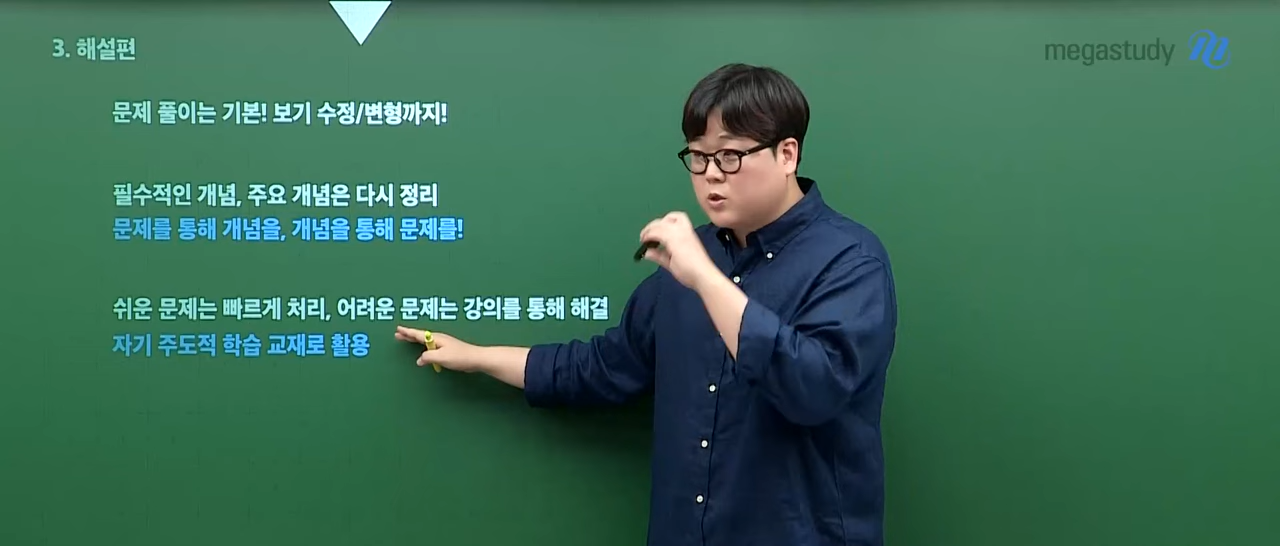 3. 해설편
megastudy
문제 풀이는 기본! 보기 수정/변형까지!
필수적인 개념, 주요 개념은 다시 정리
문제를 통해 개념을, 개념을 통해 문제를!
쉬운 문제는 빠르게 처리, 어려운 문제는 강의를 통해 해결
자기 주도적 학습 교재로 활용